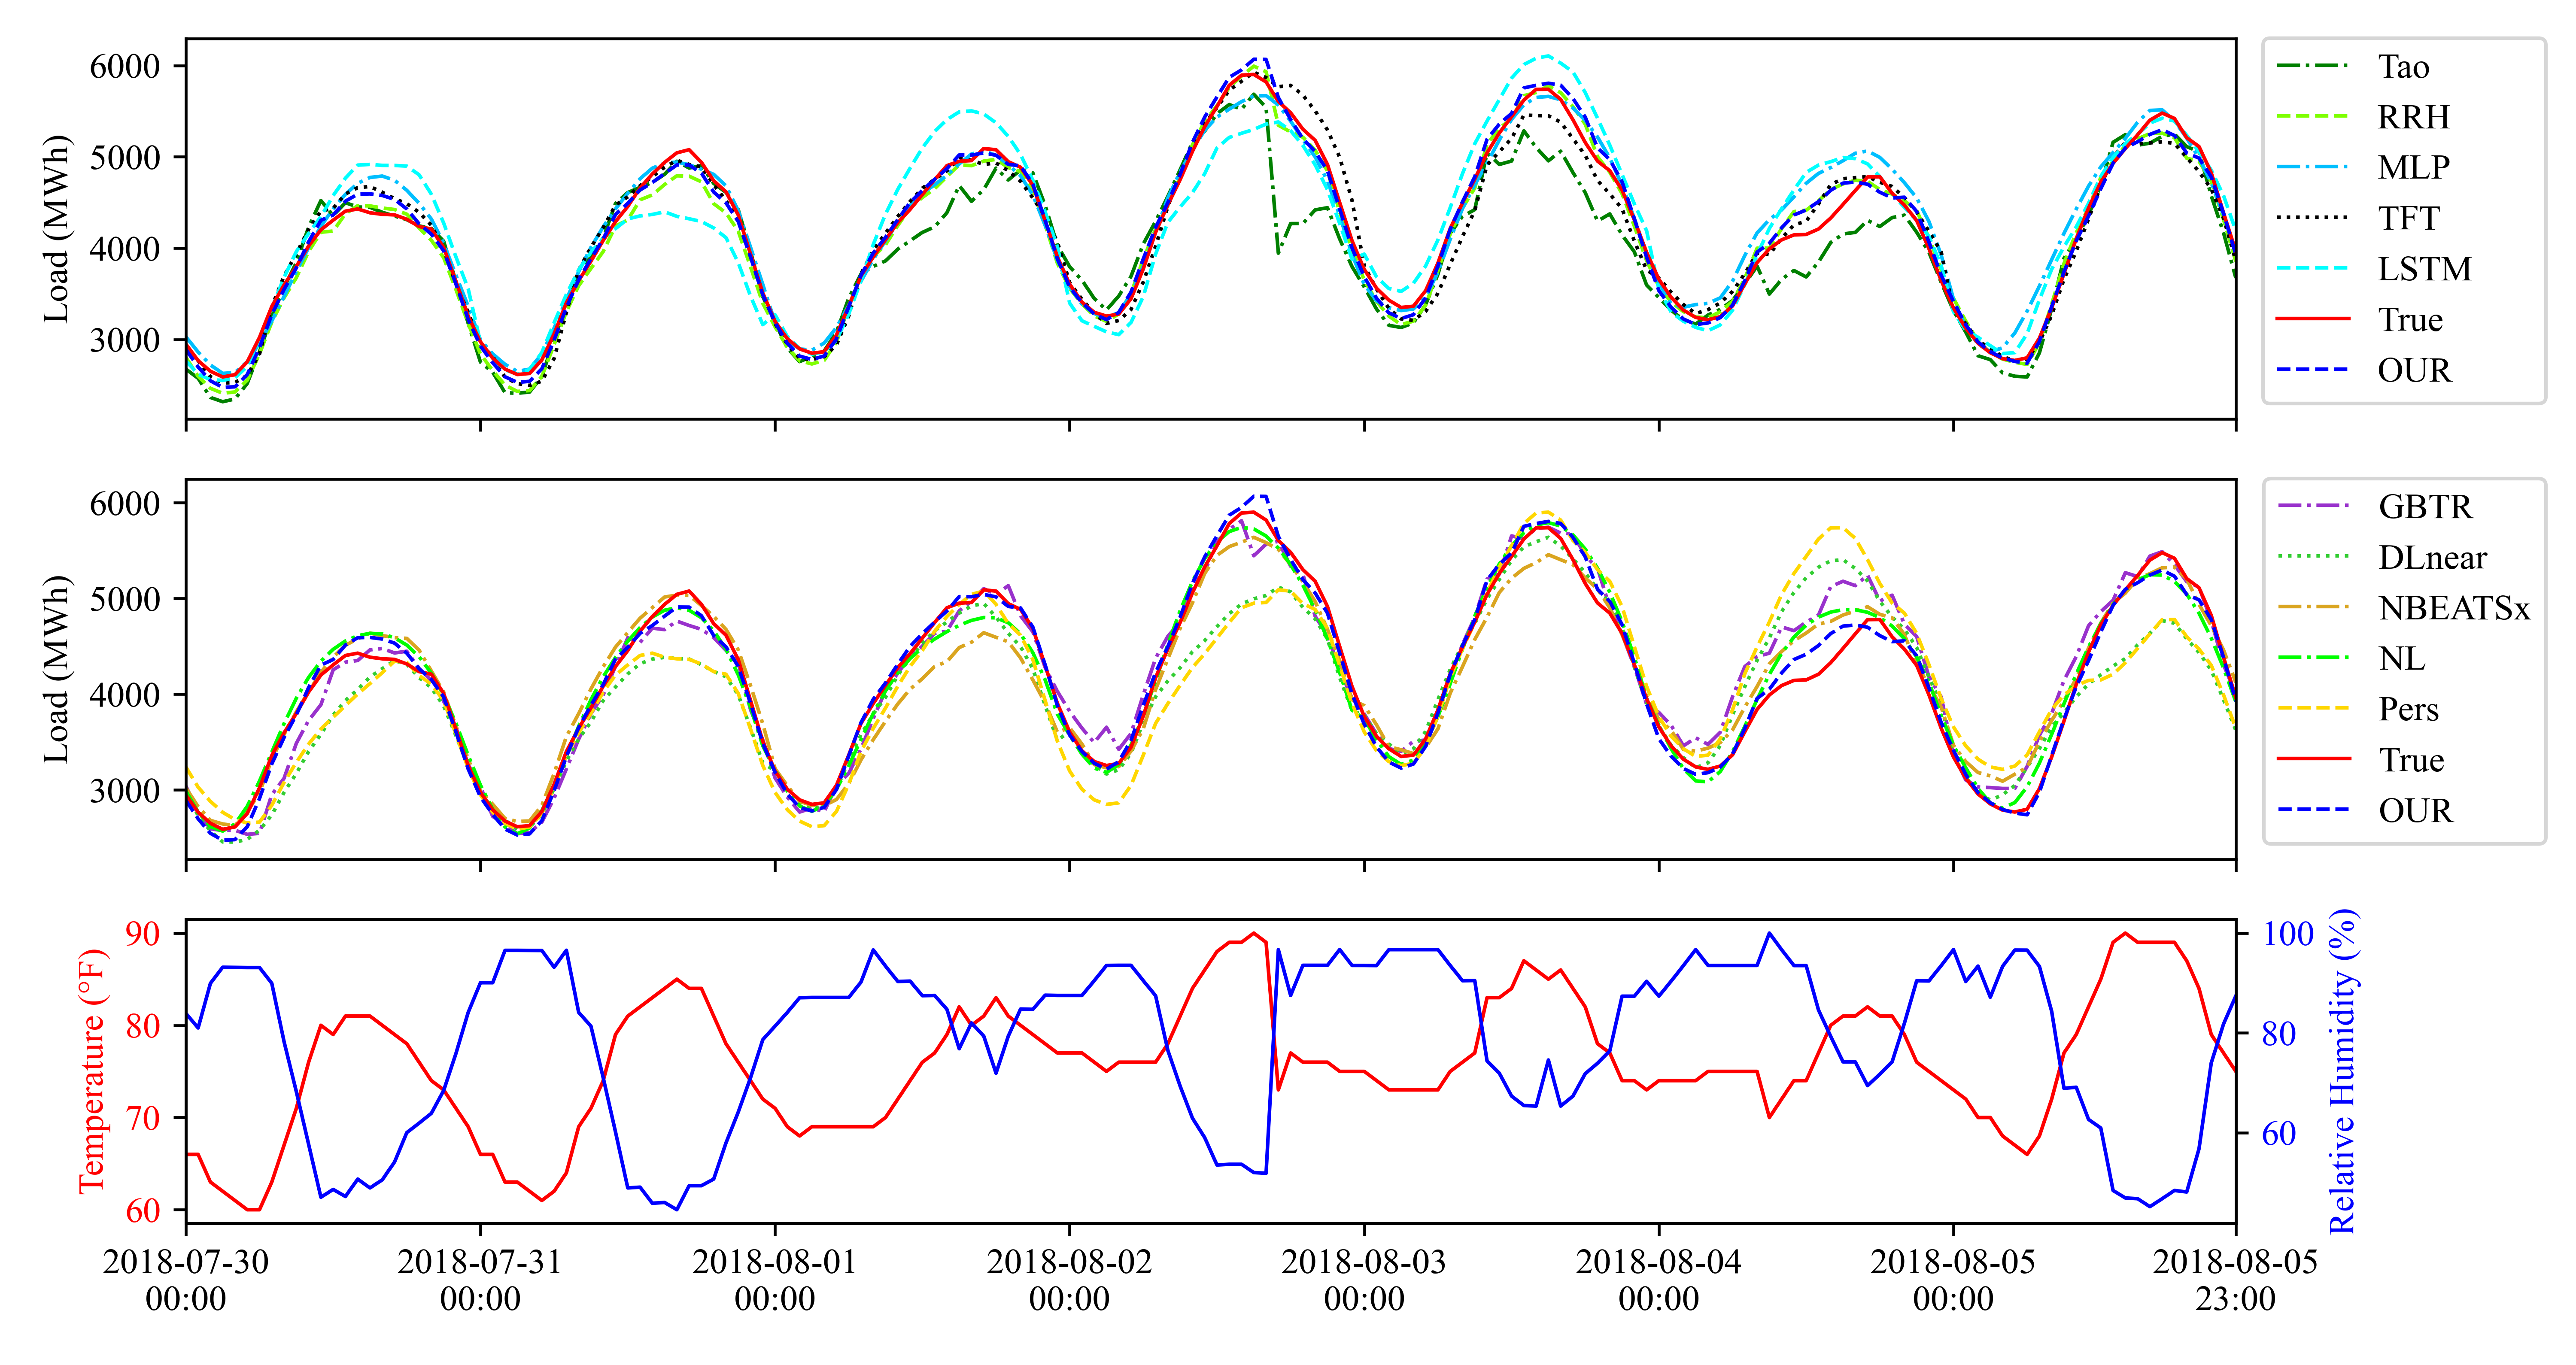 6000
5000
4000
3000
Load (MWh)
Tao
RRH
MLP
TFT
LSTM
True
OUR
6000
5000
4000
3000
Load (MWh)
GBTR
DLnear
NBEATSx
NL
Pers
True
OUR
90
80
70
60
Temperature (°F)
100
80
60
Relative Humidity (%)
2018-07-30 2018-07-31 2018-08-01 2018-08-02 2018-08-03 2018-08-04 2018-08-05 2018-08-05
00:00 00:00 00:00 00:00 00:00 00:00 00:00 23:00